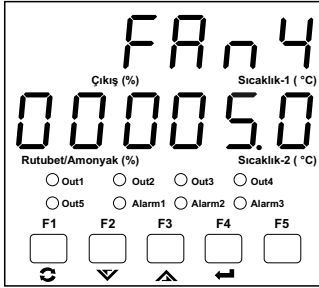 FAn4
Çıkış (%) Sıcaklık-1 ( °C)
00005.0
Rutubet/Amonyak (%) Sıcaklık-2 ( °C)
Out1 Out2 Out3 Out4
Out5 Alarm1 Alarm2 Alarm3
F1 F2 F3 F4 F5